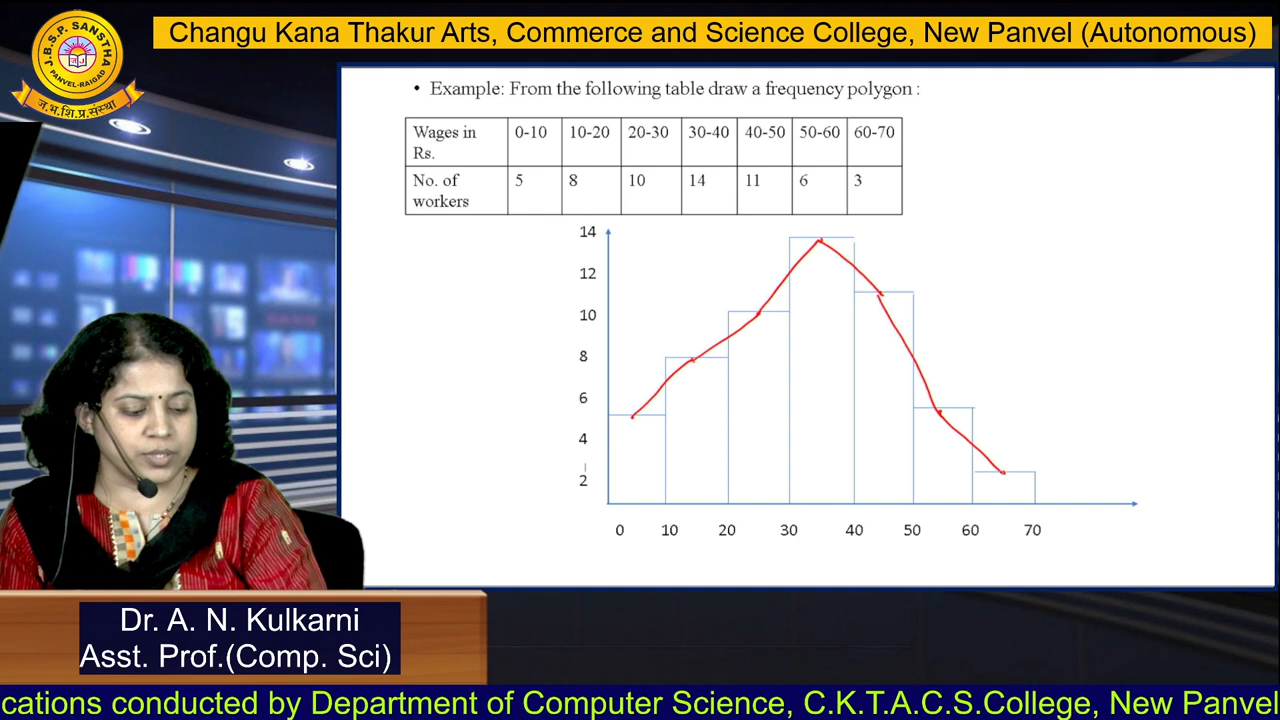 Changu Kana Thakur Arts, Commerce and Science College, New Panvel (Autonomous)
J.B.S.P. SANSTHA
PANVEL-RAIGAD
ज.भ.शि.प्र.संस्था
• Example: From the following table draw a frequency polygon :
Wages in Rs. 0-10 10-20 20-30 30-40 40-50 50-60 60-70
No. of workers 5 8 10 14 11 6 3
14
12
10
8
6
4
2
0 10 20 30 40 50 60 70
Dr. A. N. Kulkarni
Asst. Prof.(Comp. Sci)
cations conducted by Department of Computer Science, C.K.T.A.C.S.College, New Panvel